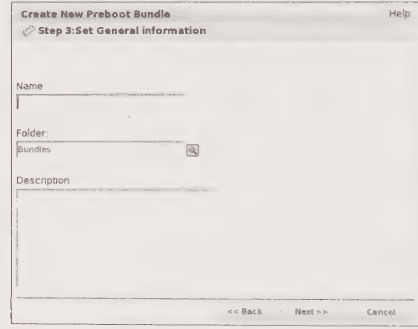 Create New Preboot Bundle
Help
Step 3:Set General information
Name
Folder:
Bundles
Description
<< Back
Next >>
Cancel